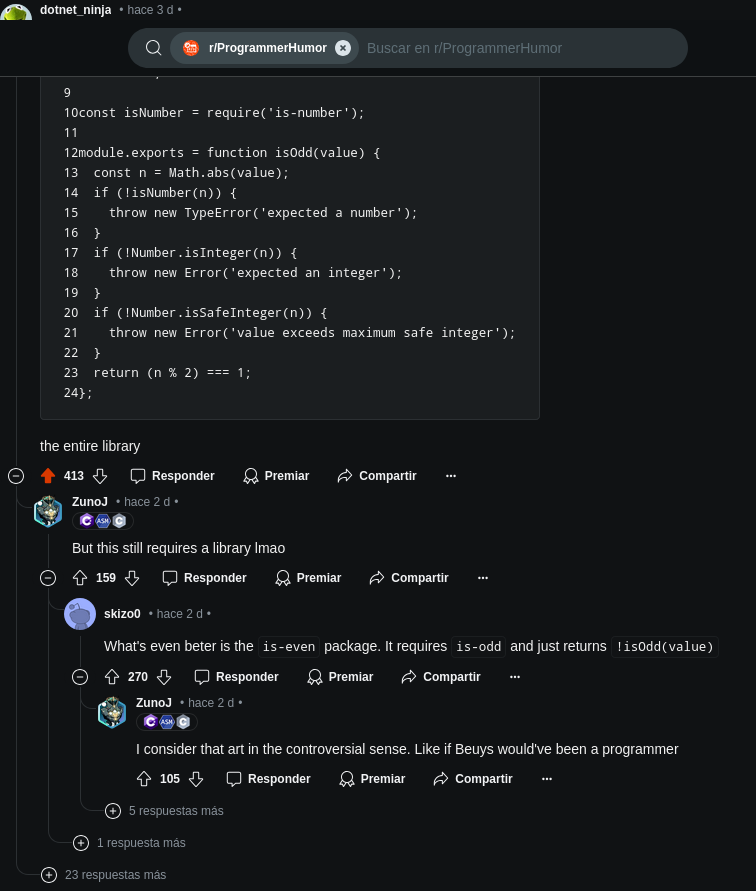 dotnet_ninja • hace 3 d •
r/ProgrammerHumor Buscar en r/ProgrammerHumor
9
10const isNumber = require('is-number');
11
12module.exports = function isOdd(value) {
13  const n = Math.abs(value);
14  if (!isNumber(n)) {
15    throw new TypeError('expected a number');
16  }
17  if (!Number.isInteger(n)) {
18    throw new Error('expected an integer');
19  }
20  if (!Number.isSafeInteger(n)) {
21    throw new Error('value exceeds maximum safe integer');
22  }
23  return (n % 2) === 1;
24};
the entire library
413 Responder Premiar Compartir ...
ZunoJ • hace 2 d •
C ASM C
But this still requires a library lmao
159 Responder Premiar Compartir ...
skizo0 • hace 2 d •
What's even beter is the is-even package. It requires is-odd and just returns !isOdd(value)
270 Responder Premiar Compartir ...
ZunoJ • hace 2 d •
C ASM C
I consider that art in the controversial sense. Like if Beuys would've been a programmer
105 Responder Premiar Compartir ...
5 respuestas más
1 respuesta más
23 respuestas más